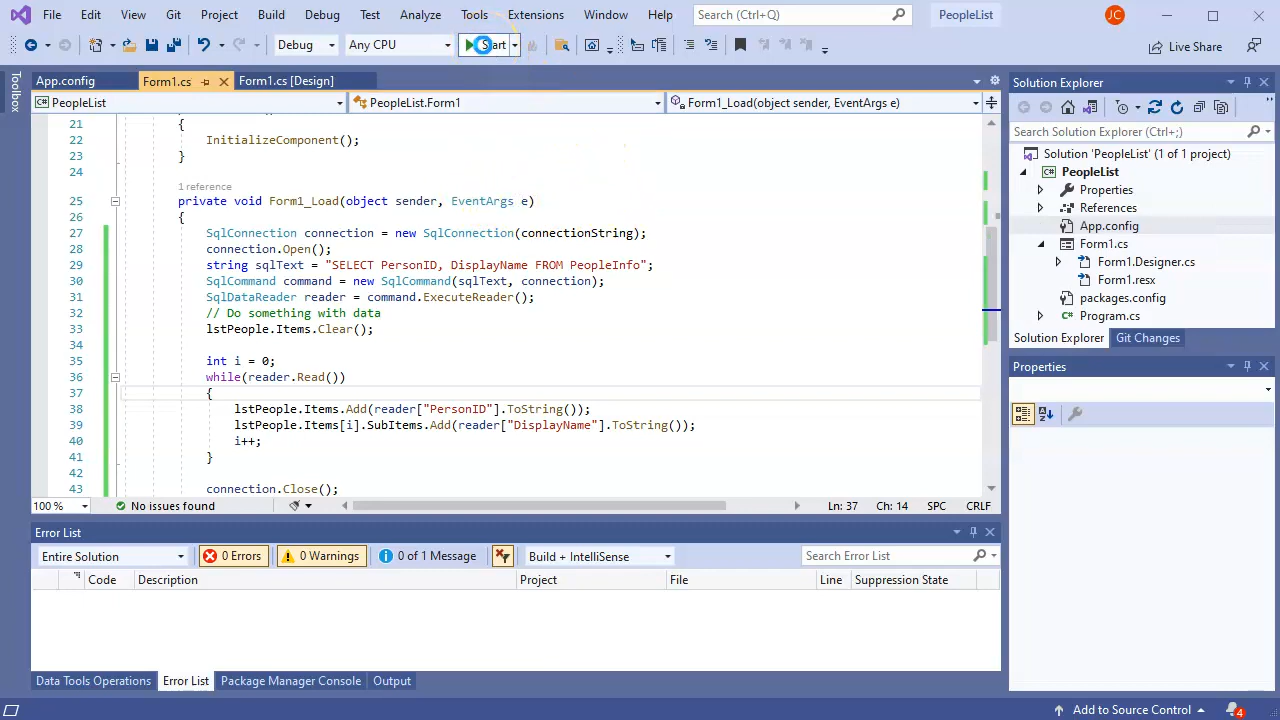 File Edit View Git Project Build Debug Test Analyze Tools Extensions Window Help Search (Ctrl+Q) PeopleList JC
Debug Any CPU Start Live Share
Toolbox
App.config Form1.cs Form1.cs [Design]
PeopleList PeopleList.Form1 Form1_Load(object sender, EventArgs e)
21 {
22 InitializeComponent();
23 }
24
1 reference
25 private void Form1_Load(object sender, EventArgs e)
26 {
27 SqlConnection connection = new SqlConnection(connectionString);
28 connection.Open();
29 string sqlText = "SELECT PersonID, DisplayName FROM PeopleInfo";
30 SqlCommand command = new SqlCommand(sqlText, connection);
31 SqlDataReader reader = command.ExecuteReader();
32 // Do something with data
33 lstPeople.Items.Clear();
34
35 int i = 0;
36 while(reader.Read())
37 {
38 lstPeople.Items.Add(reader["PersonID"].ToString());
39 lstPeople.Items[i].SubItems.Add(reader["DisplayName"].ToString());
40 i++;
41 }
42
43 connection.Close();
100 % No issues found Ln: 37 Ch: 14 SPC CRLF
Error List
Entire Solution 0 Errors 0 Warnings 0 of 1 Message Build + IntelliSense Search Error List
Code Description Project File Line Suppression State
Data Tools Operations Error List Package Manager Console Output
Solution Explorer
Search Solution Explorer (Ctrl+;)
Solution 'PeopleList' (1 of 1 project)
PeopleList
Properties
References
App.config
Form1.cs
Form1.Designer.cs
Form1.resx
packages.config
Program.cs
Solution Explorer Git Changes
Properties
Add to Source Control 4